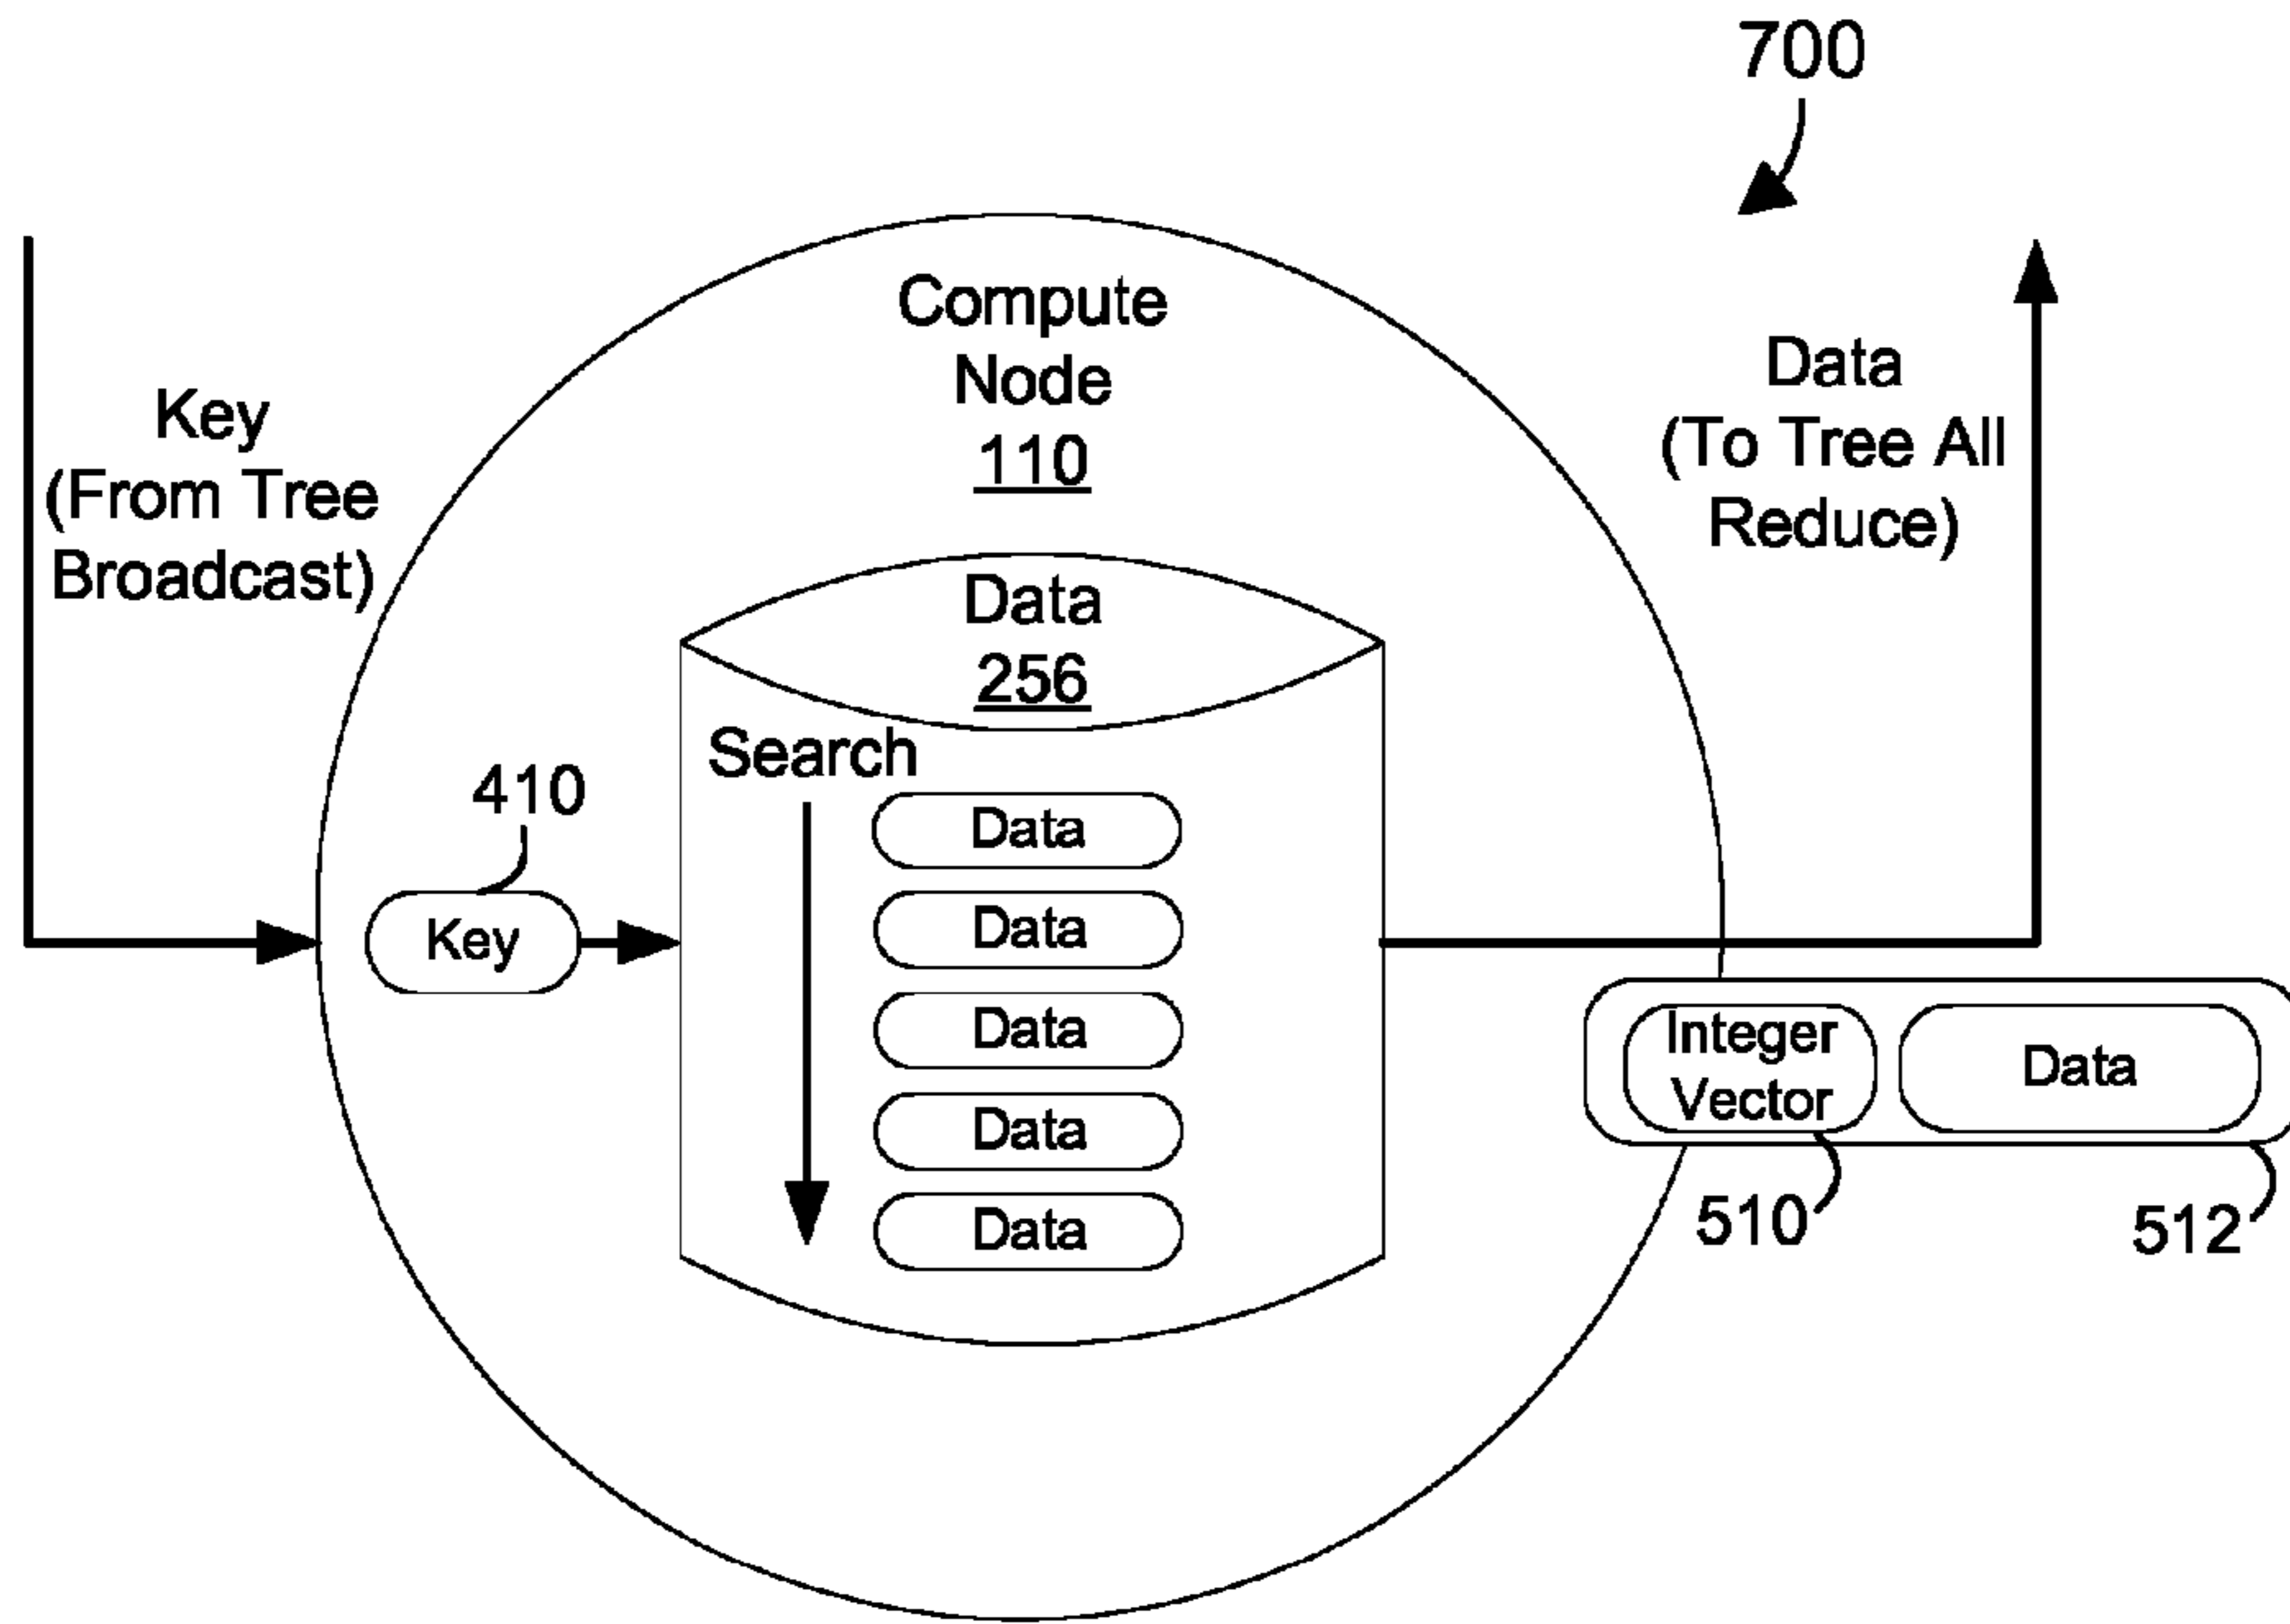 700
Compute
Node
110
Key
(From Tree
Broadcast)
Data
(To Tree All
Reduce)
Data
256
Search
410
Key
Data
Data
Data
Data
Data
Integer
Vector
Data
510
512